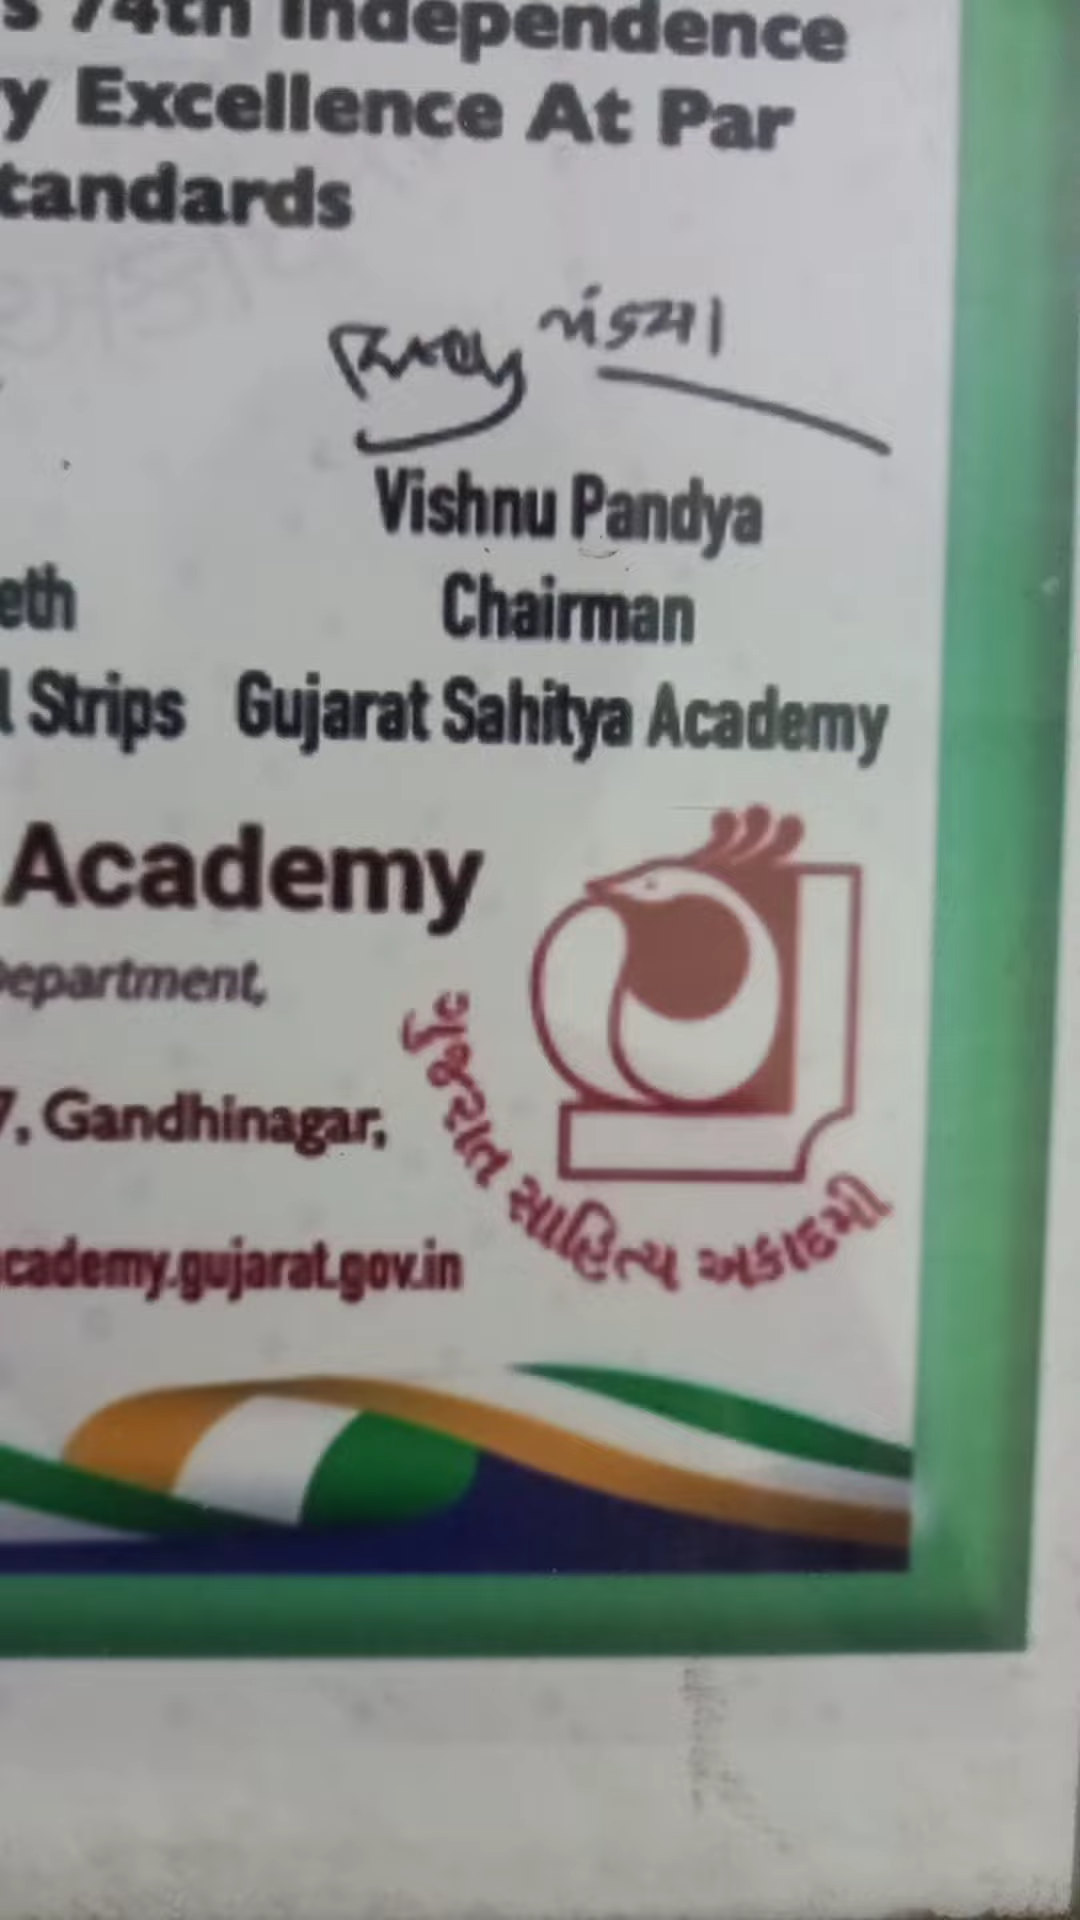 s 74th Independence
y Excellence At Par
tandards
વિષ્ણુ પંડ્યા
Vishnu Pandya
eth
Chairman
l Strips
Gujarat Sahitya Academy
Academy
epartment,
7, Gandhinagar,
cademy.gujarat.gov.in
ગુજરાત સાહિત્ય અકાદમી